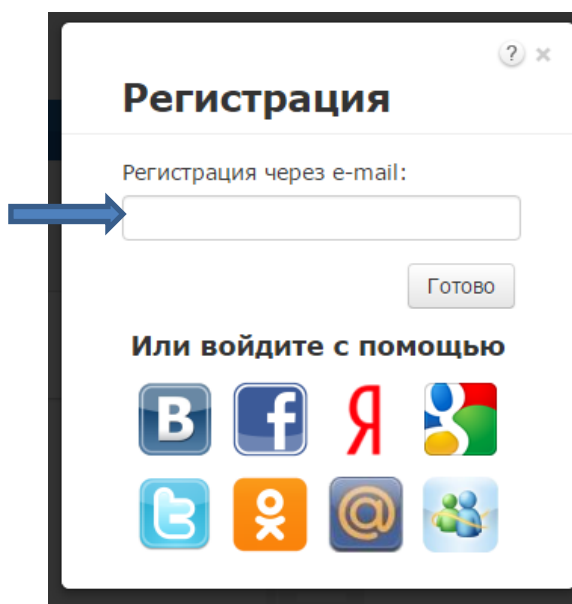 ?
Регистрация
Регистрация через e-mail:
Готово
Или войдите с помощью
В f Я g
t @